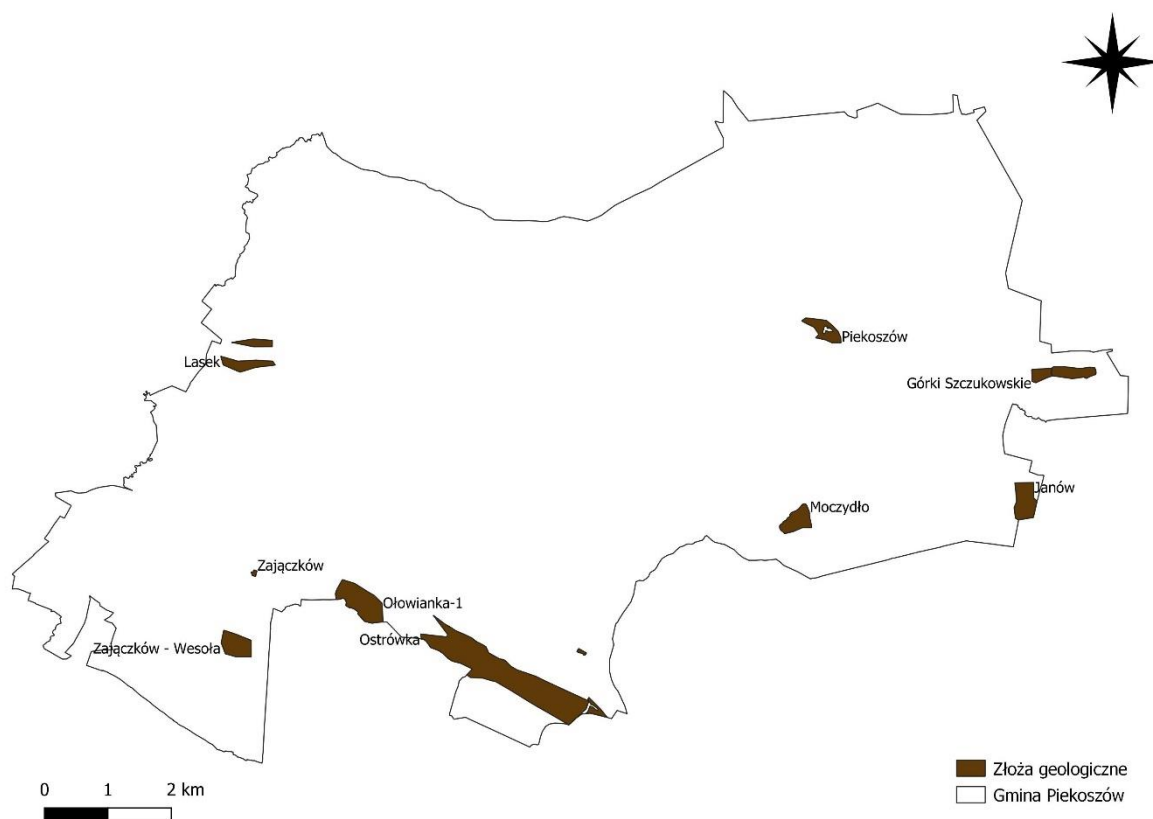 Piekoszów
Lasek
Górki Szczukowskie
Janów
Moczydło
Zajączków
Ołowianka-1
Ostrówka
Zajączków - Wesoła
0 1 2 km
Złoża geologiczne
Gmina Piekoszów